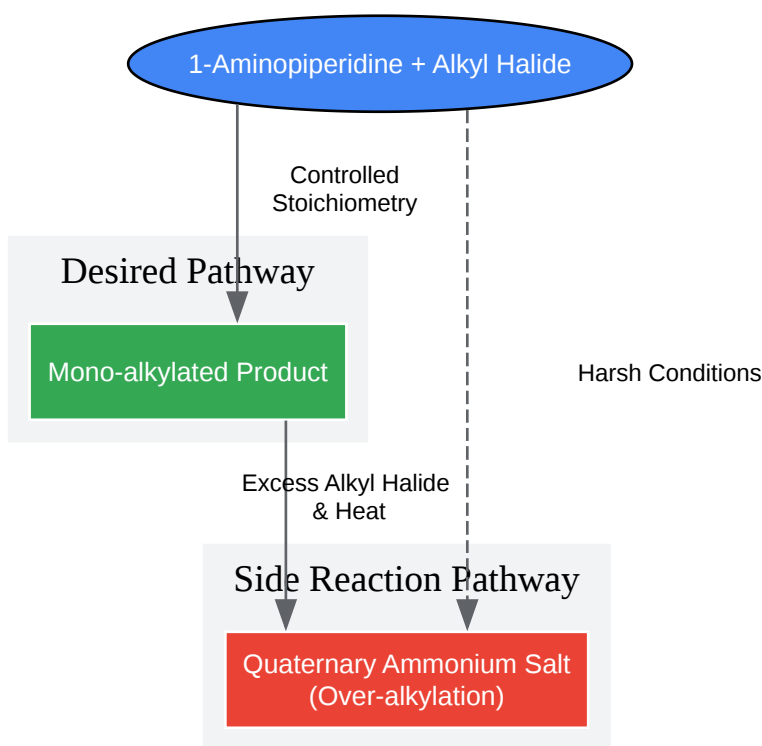 1-Aminopiperidine + Alkyl Halide
Controlled
Stoichiometry
Desired Pathway
Mono-alkylated Product
Harsh Conditions
Excess Alkyl Halide
& Heat
Side Reaction Pathway
Quaternary Ammonium Salt
(Over-alkylation)